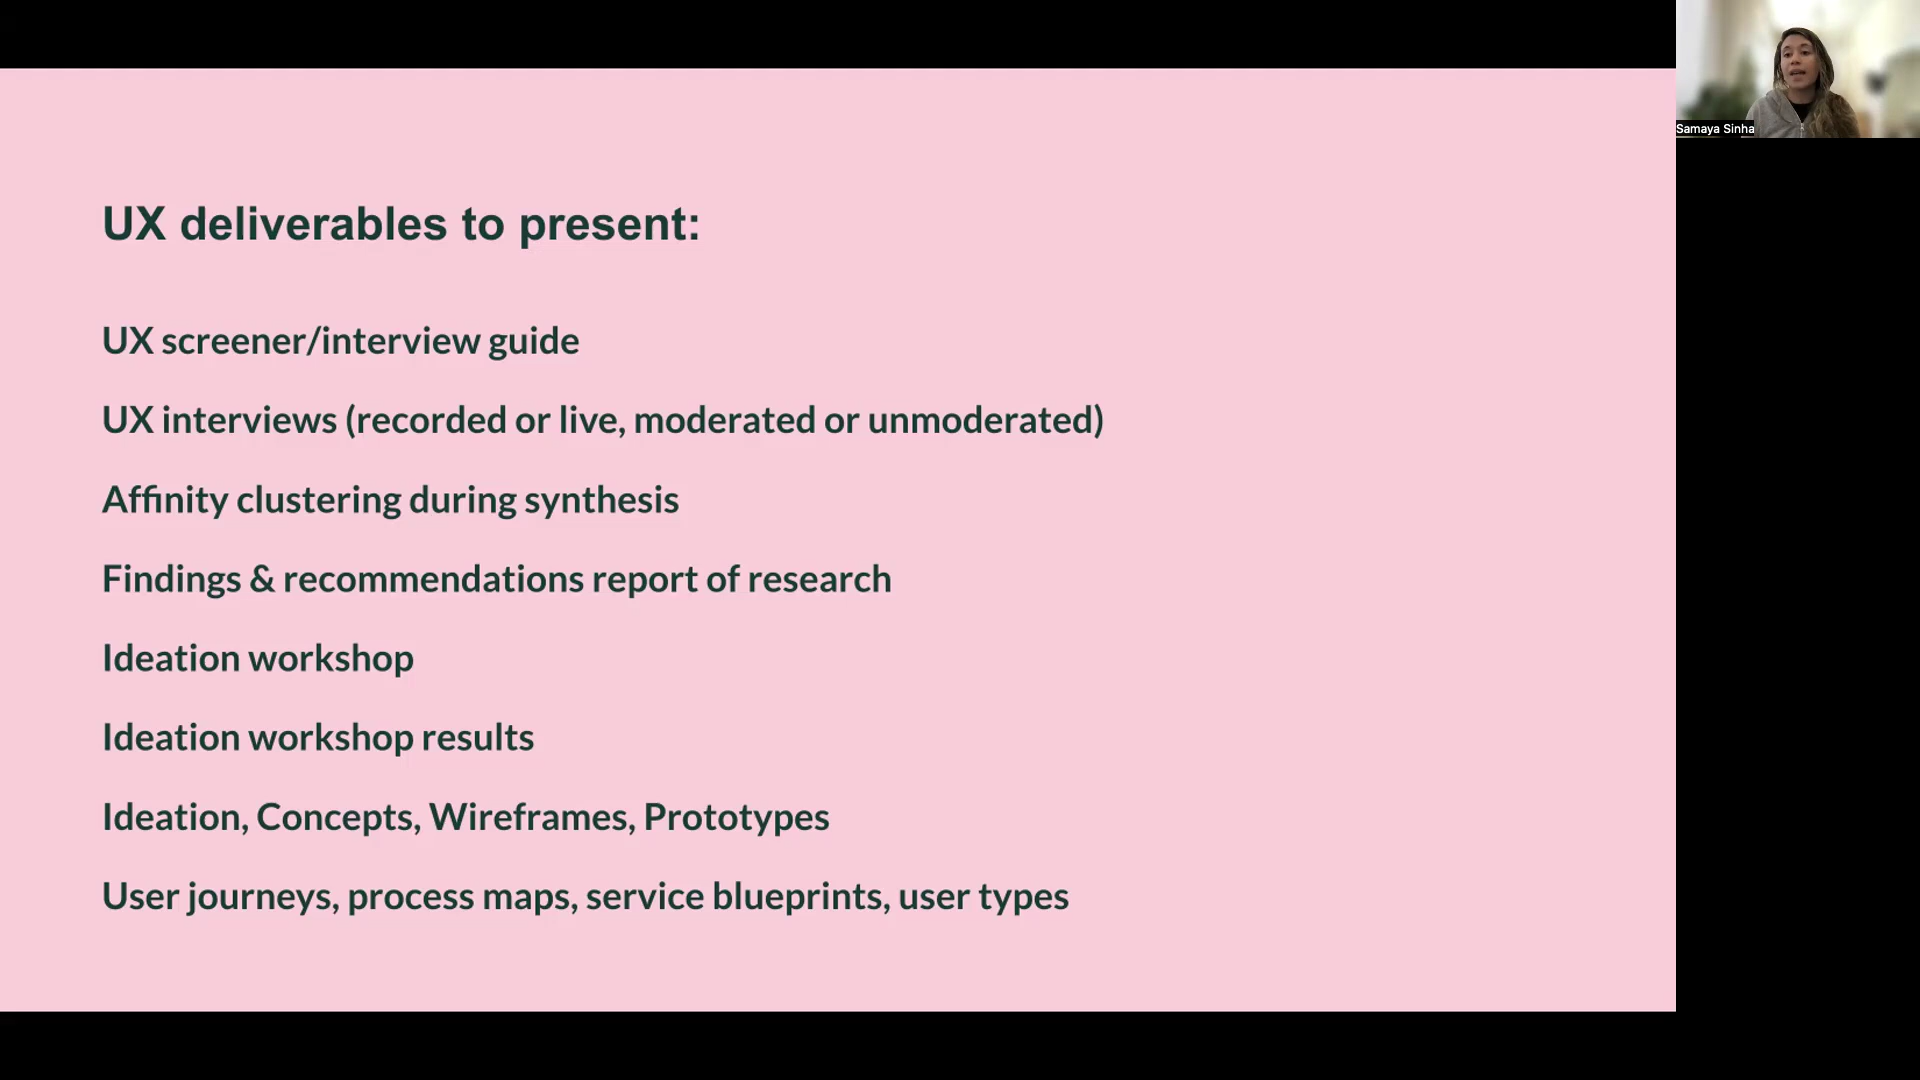 UX deliverables to present:
UX screener/interview guide
UX interviews (recorded or live, moderated or unmoderated)
Affinity clustering during synthesis
Findings & recommendations report of research
Ideation workshop
Ideation workshop results
Ideation, Concepts, Wireframes, Prototypes
User journeys, process maps, service blueprints, user types
Samaya Sinha